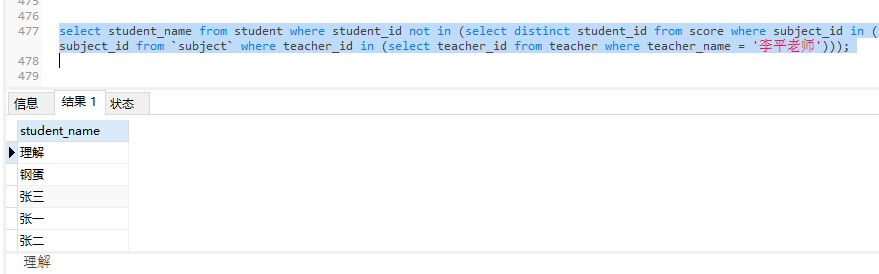 475
476
477 select student_name from student where student_id not in (select distinct student_id from score where subject_id in (
subject_id from `subject` where teacher_id in (select teacher_id from teacher where teacher_name = '李平老师')));
478
479
信息 结果 1 状态
student_name
理解
钢蛋
张三
张一
张二
理解